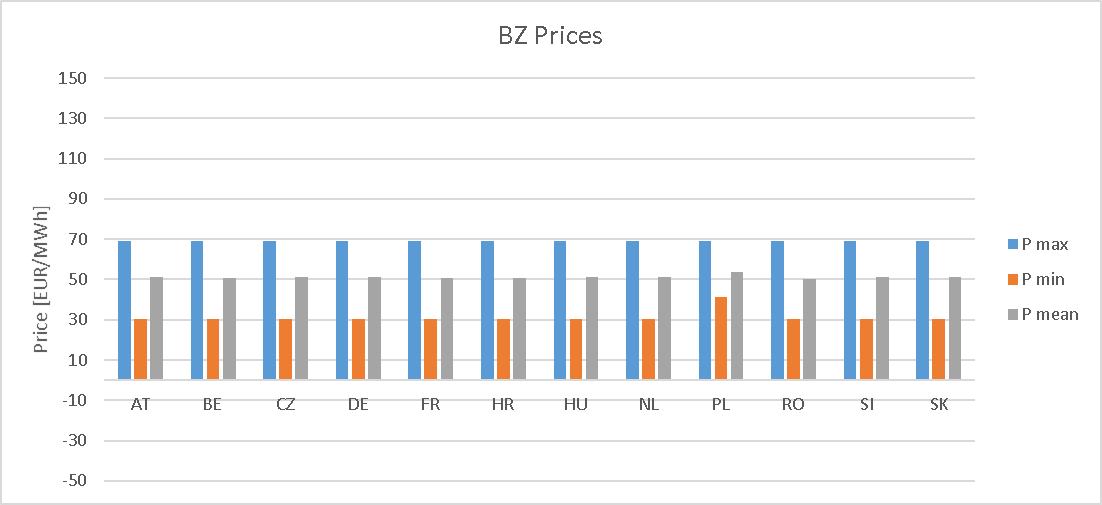 BZ Prices
Price [EUR/MWh]
150
130
110
90
70
50
30
10
-10
-30
-50
AT BE CZ DE FR HR HU NL PL RO SI SK
P max
P min
P mean